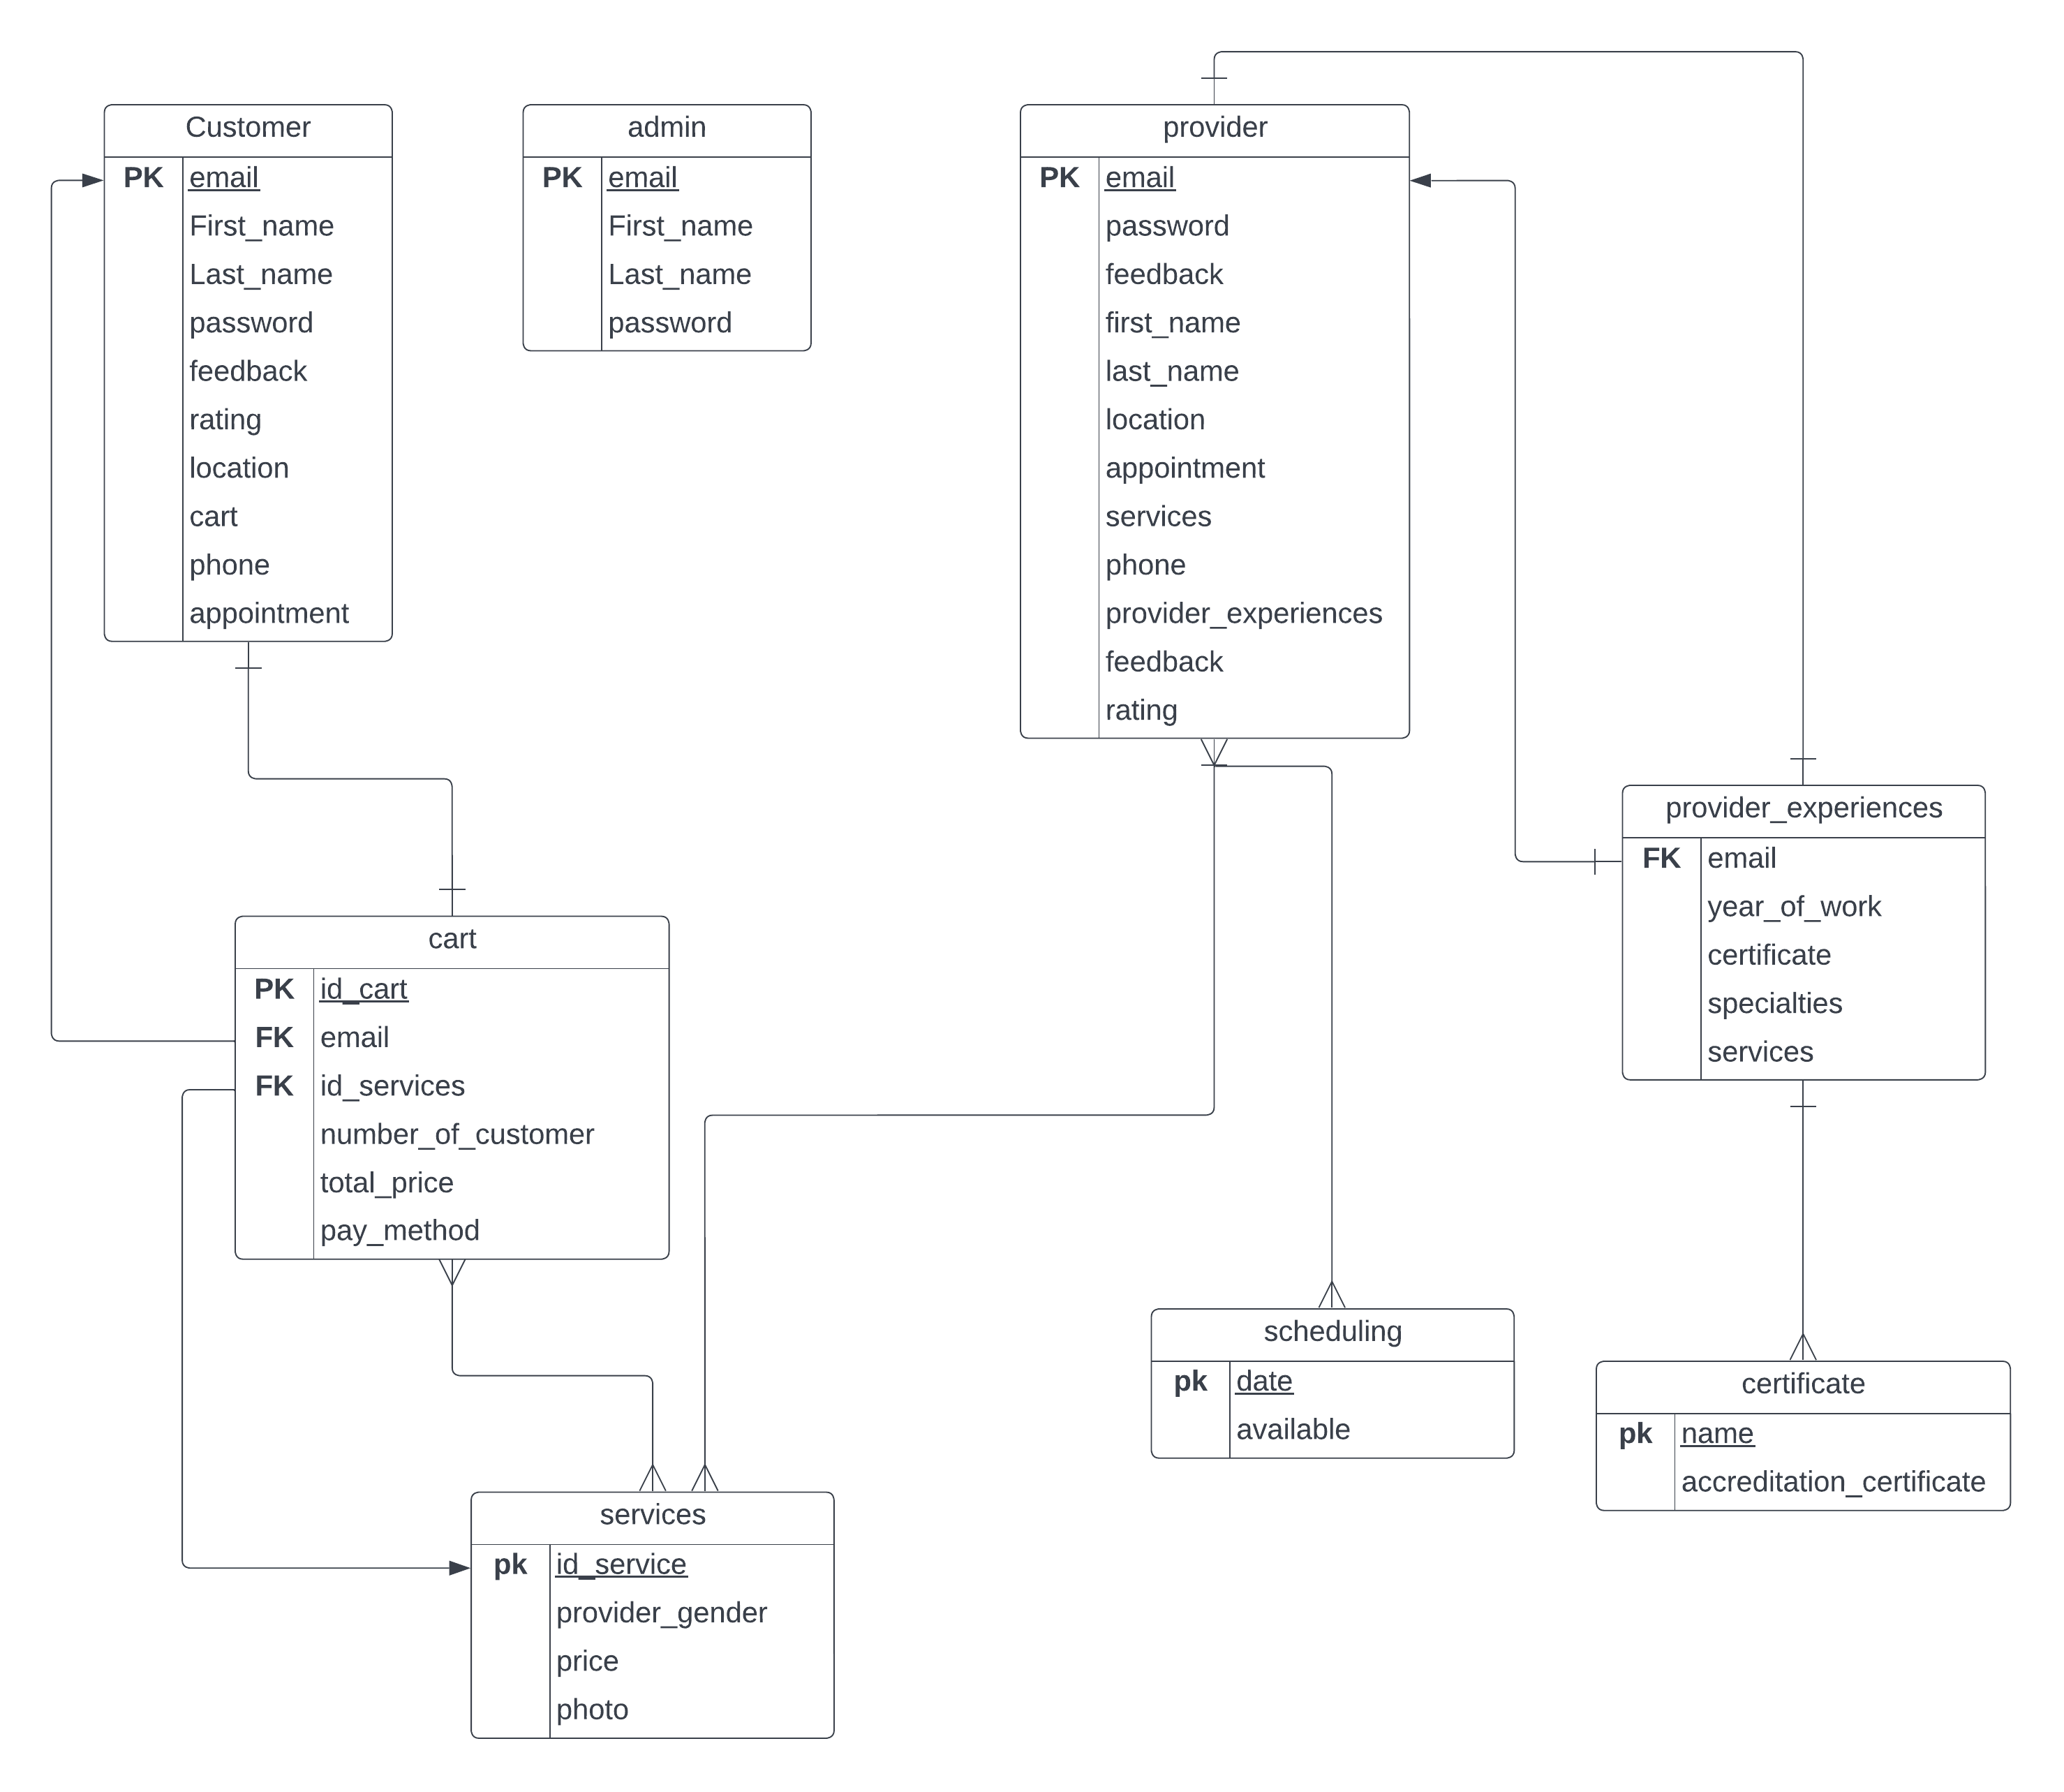 Customer
PK email
First_name
Last_name
password
feedback
rating
location
cart
phone
appointment
admin
PK email
First_name
Last_name
password
provider
PK email
password
feedback
first_name
last_name
location
appointment
services
phone
provider_experiences
feedback
rating
provider_experiences
FK email
year_of_work
certificate
specialties
services
cart
PK id_cart
FK email
FK id_services
number_of_customer
total_price
pay_method
scheduling
pk date
available
certificate
pk name
accreditation_certificate
services
pk id_service
provider_gender
price
photo